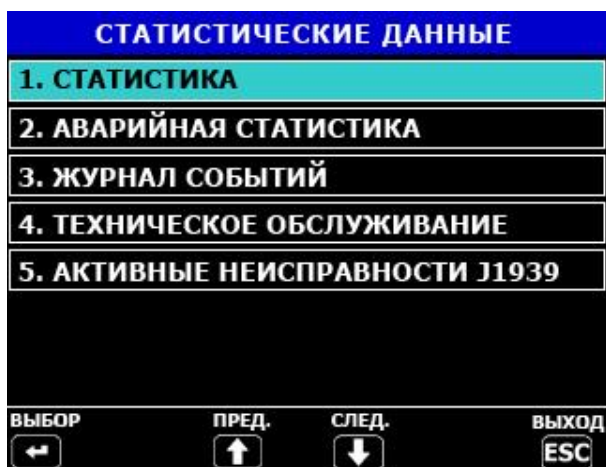 СТАТИСТИЧЕСКИЕ ДАННЫЕ
1. СТАТИСТИКА
2. АВАРИЙНАЯ СТАТИСТИКА
3. ЖУРНАЛ СОБЫТИЙ
4. ТЕХНИЧЕСКОЕ ОБСЛУЖИВАНИЕ
5. АКТИВНЫЕ НЕИСПРАВНОСТИ J1939
ВЫБОР ПРЕД. СЛЕД. ВЫХОД
ESC